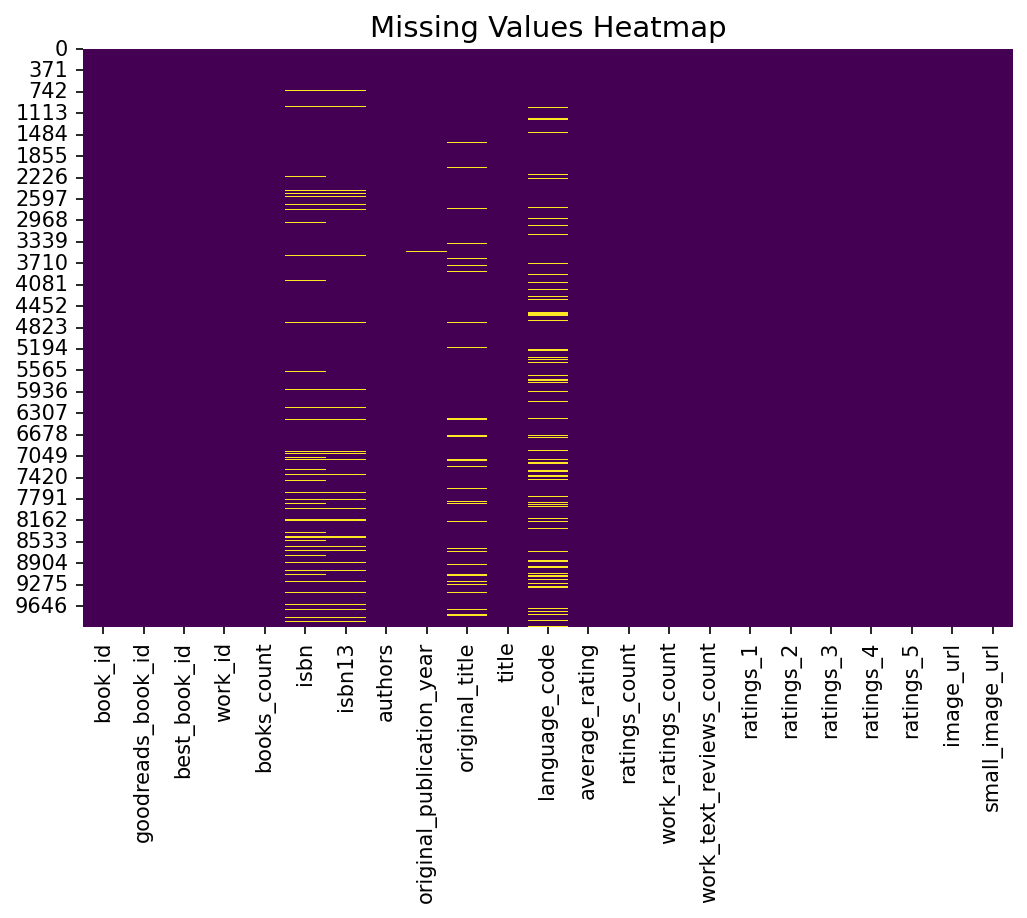 Missing Values Heatmap
0
371
742
1113
1484
1855
2226
2597
2968
3339
3710
4081
4452
4823
5194
5565
5936
6307
6678
7049
7420
7791
8162
8533
8904
9275
9646
book_id
goodreads_book_id
best_book_id
work_id
books_count
isbn
isbn13
authors
original_publication_year
original_title
title
language_code
average_rating
ratings_count
work_ratings_count
work_text_reviews_count
ratings_1
ratings_2
ratings_3
ratings_4
ratings_5
image_url
small_image_url